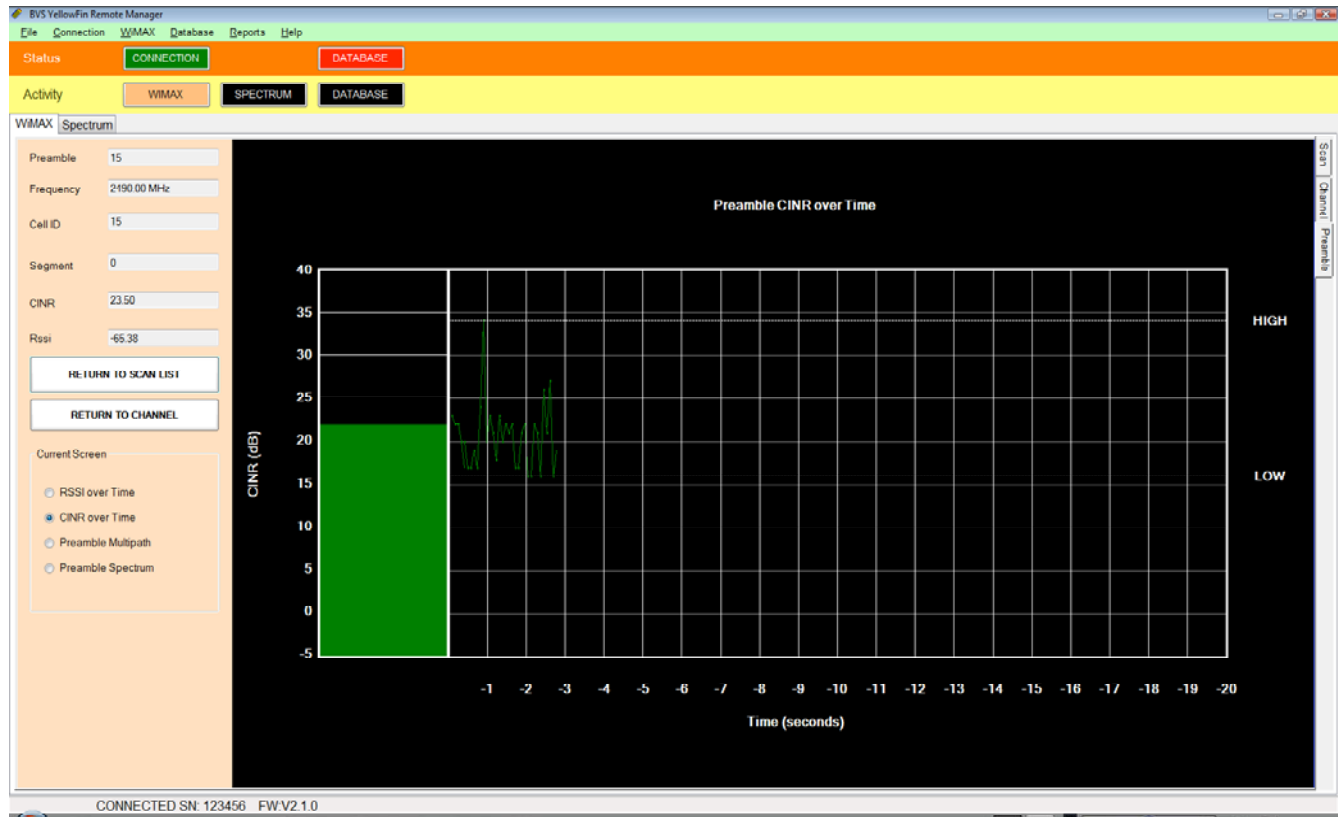 BVS YellowFin Remote Manager
File Connection WiMAX Database Reports Help
Status CONNECTION DATABASE
Activity WIMAX SPECTRUM DATABASE
WiMAX Spectrum
Preamble 15
Frequency 2490.00 MHz
Cell ID 15
Segment 0
CINR 23.50
Rssi -65.38
RETURN TO SCAN LIST
RETURN TO CHANNEL
Current Screen
RSSI over Time
CINR over Time
Preamble Multipath
Preamble Spectrum
Preamble CINR over Time
CINR (dB)
40
35
30
25
20
15
10
5
0
-5
HIGH
LOW
-1 -2 -3 -4 -5 -6 -7 -8 -9 -10 -11 -12 -13 -14 -15 -16 -17 -18 -19 -20
Time (seconds)
Scan
Channel
Preamble
CONNECTED SN: 123456 FW:V2.1.0